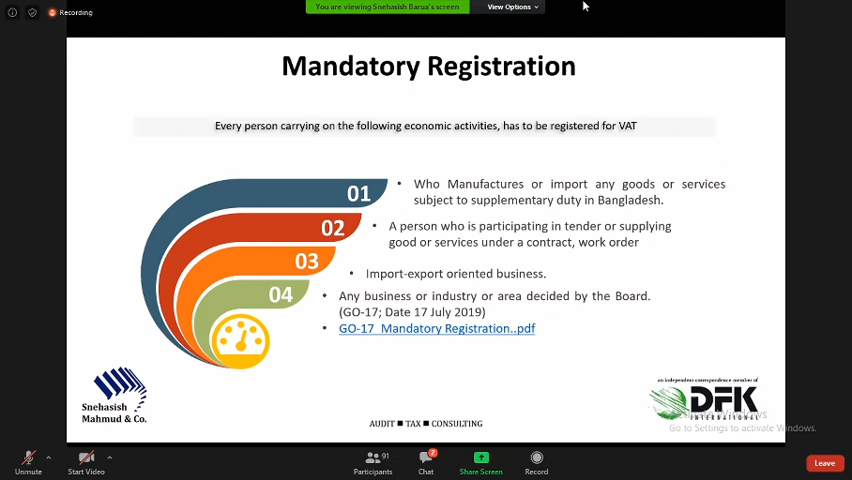 Recording
You are viewing Snehasish Barua's screen
View Options
Mandatory Registration
Every person carrying on the following economic activities, has to be registered for VAT
01
• Who Manufactures or import any goods or services
subject to supplementary duty in Bangladesh.
02
• A person who is participating in tender or supplying
good or services under a contract, work order
03
• Import-export oriented business.
04
• Any business or industry or area decided by the Board.
(GO-17; Date 17 July 2019)
• GO-17_Mandatory Registration..pdf
Snehasish
Mahmud & Co.
AUDIT ■ TAX ■ CONSULTING
an independent correspondence member of
DFK
INTERNATIONAL
Activate Windows
Go to Settings to activate Windows.
Unmute
Start Video
91
Participants
2
Chat
Share Screen
Record
Leave